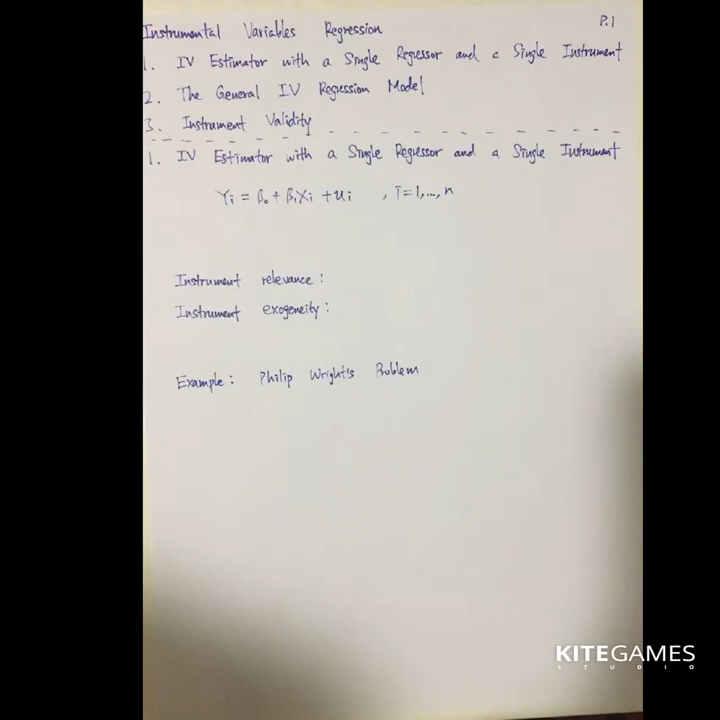 P.1
Instrumental Variables Regression
1. IV Estimator with a Single Regressor and a Single Instrument
2. The General IV Regression Model
3. Instrument Validity
1. IV Estimator with a Single Regressor and a Single Instrument
Yi = β₀ + β₁Xi + ui , i=1,...,n
Instrument relevance:
Instrument exogeneity:
Example: Philip Wright's Problem
KITEGAMES
STUDIO